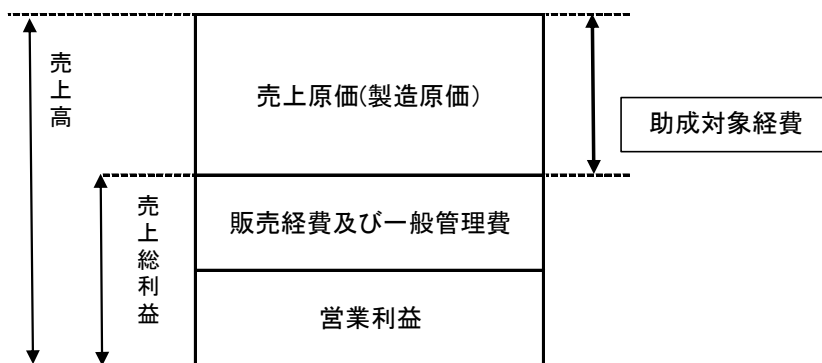 売上高
売上原価(製造原価)
助成対象経費
売上総利益
販売経費及び一般管理費
営業利益